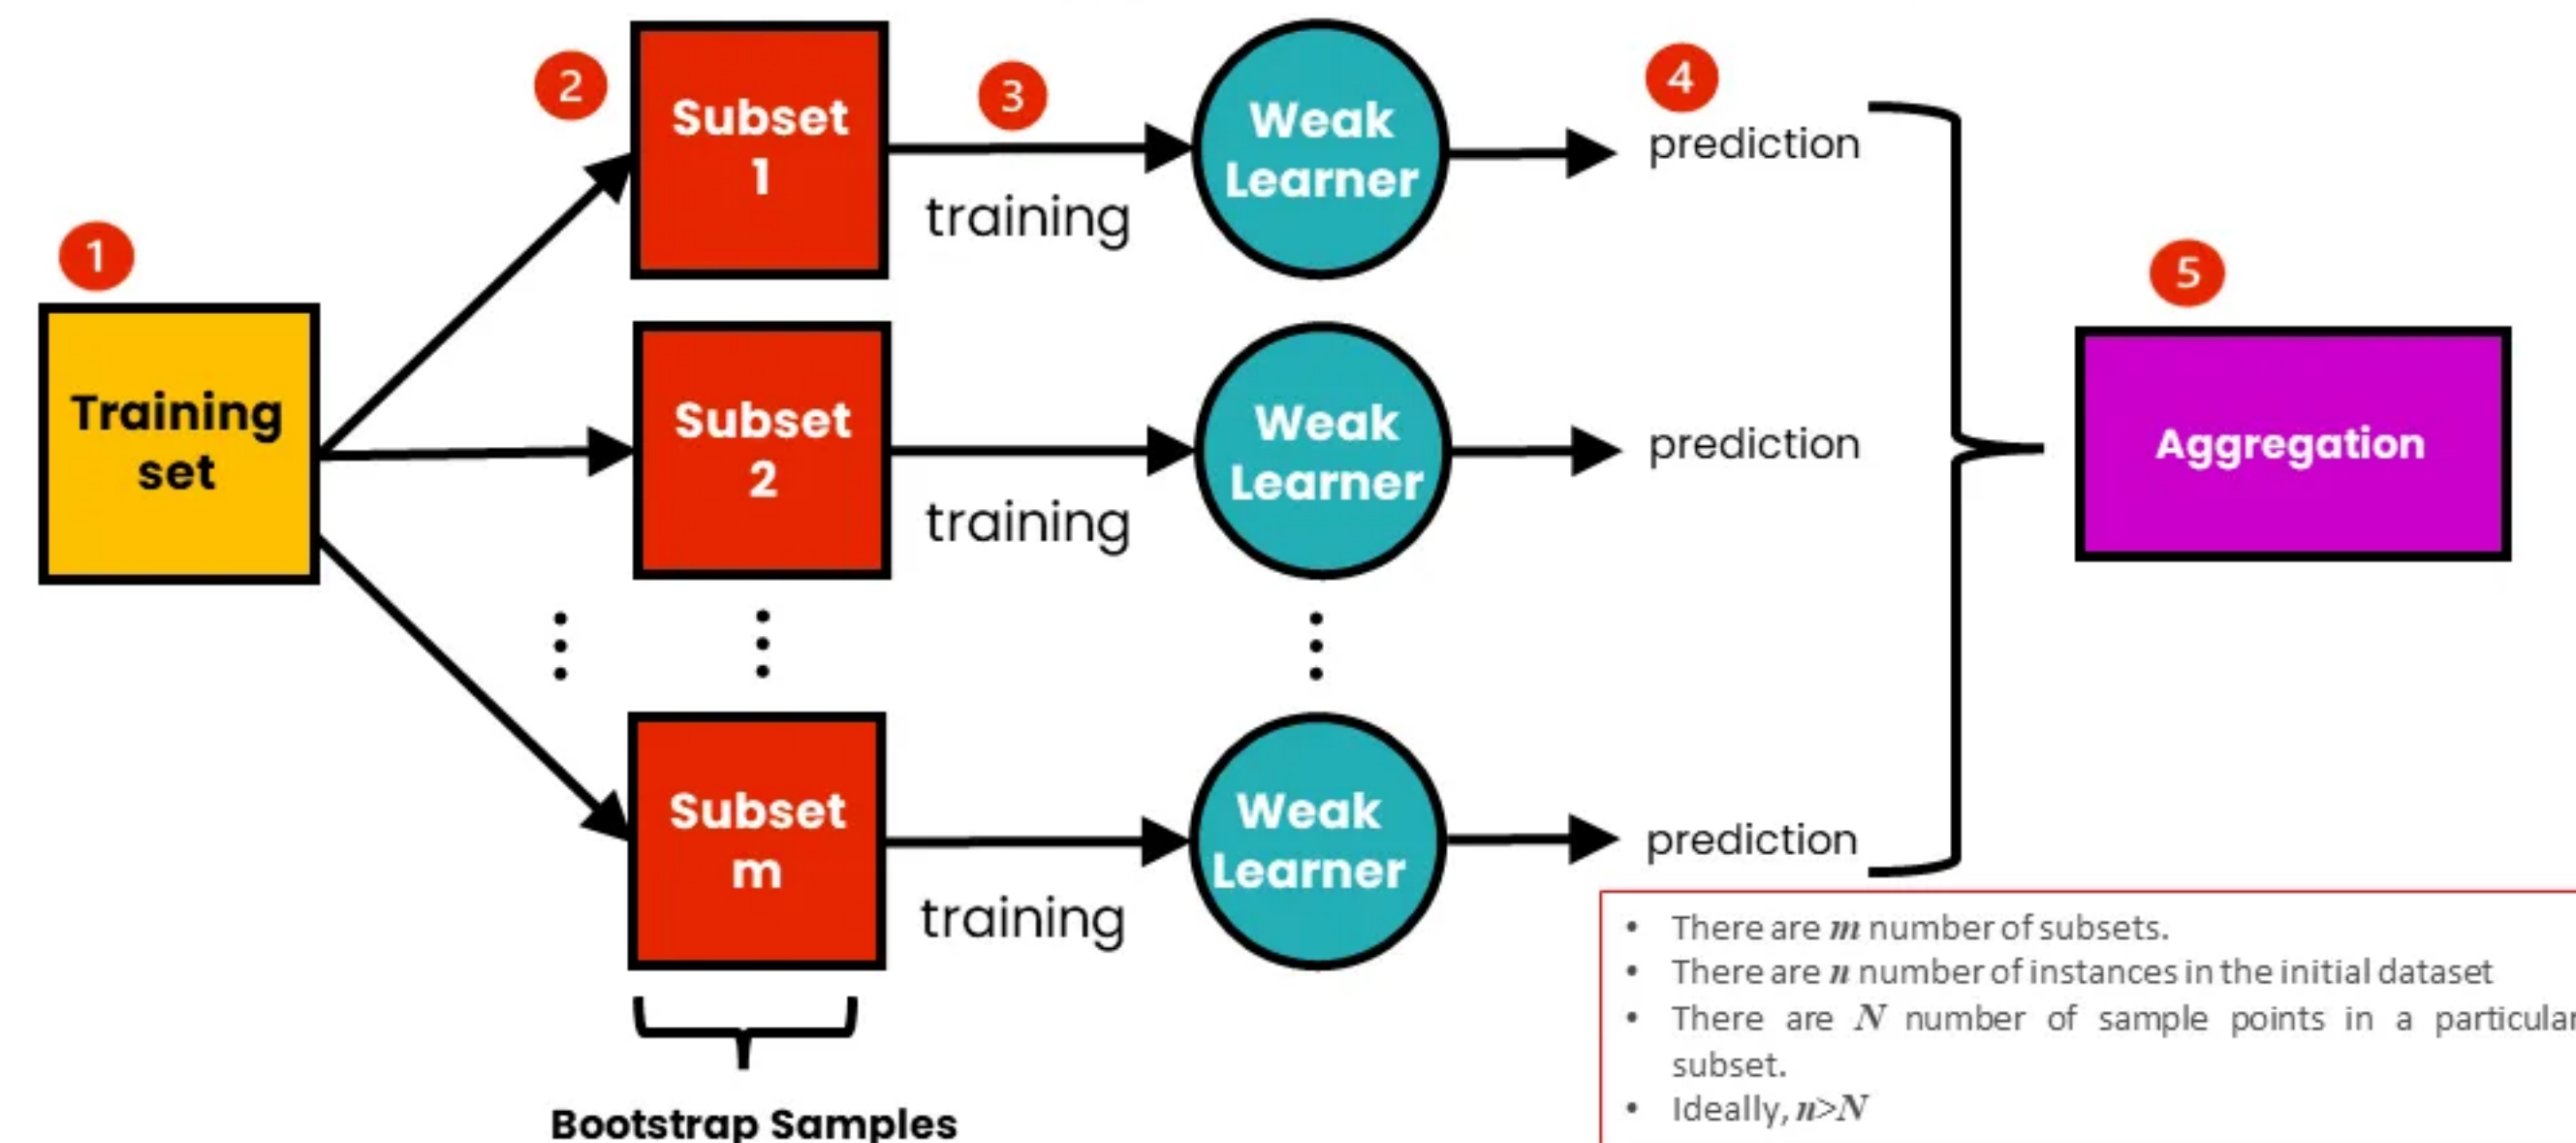 1
Training
set
2
Subset
1
3
training
Weak
Learner
4
prediction
Subset
2
training
Weak
Learner
prediction
Subset
m
training
Weak
Learner
prediction
5
Aggregation
Bootstrap Samples
• There are m number of subsets.
• There are n number of instances in the initial dataset
• There are N number of sample points in a particular
subset.
• Ideally, n>N